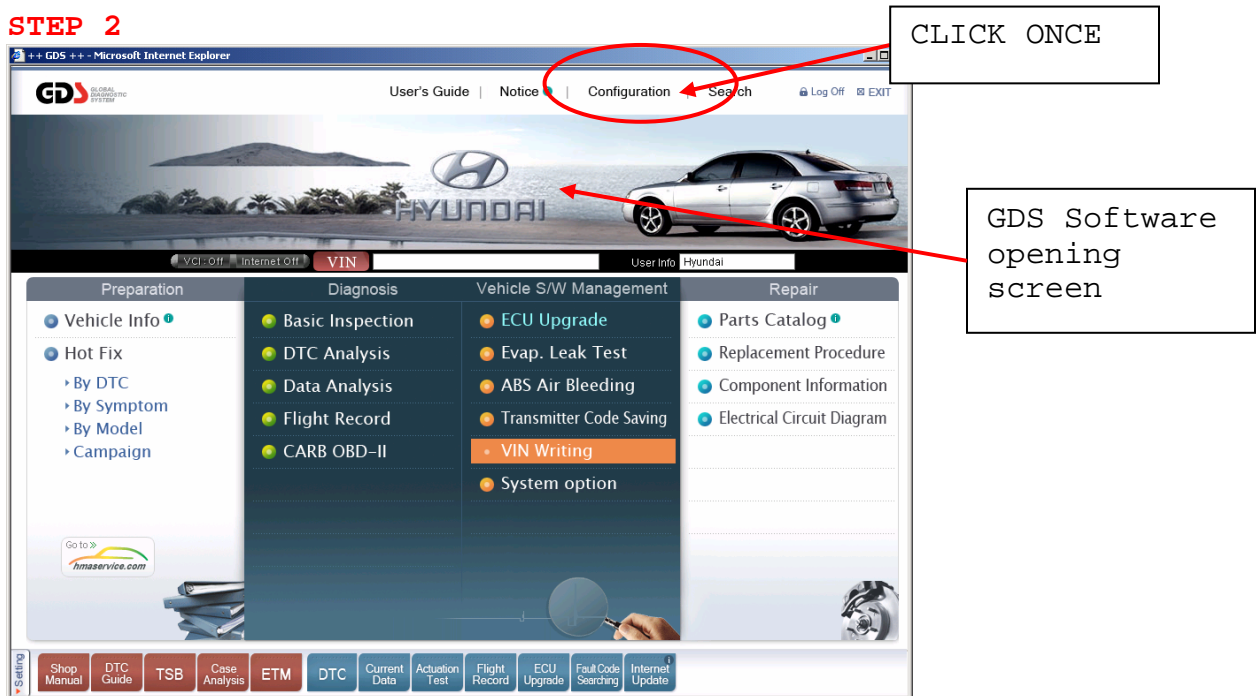 STEP 2
CLICK ONCE
++ GDS ++ - Microsoft Internet Explorer
GDS GLOBAL DIAGNOSTIC SYSTEM
User's Guide | Notice | Configuration | Search Log Off EXIT
HYUNDAI
GDS Software
opening
screen
VCI : Off Internet Off VIN User Info Hyundai
Preparation Diagnosis Vehicle S/W Management Repair
Vehicle Info Basic Inspection ECU Upgrade Parts Catalog
Hot Fix DTC Analysis Evap. Leak Test Replacement Procedure
By DTC Data Analysis ABS Air Bleeding Component Information
By Symptom
By Model Flight Record Transmitter Code Saving Electrical Circuit Diagram
Campaign CARB OBD-II VIN Writing
System option
Go to »
hmaservice.com
Setting
Shop Manual DTC Guide TSB Case Analysis ETM DTC Current Data Actuation Test Flight Record ECU Upgrade Fault Code Searching Internet Update